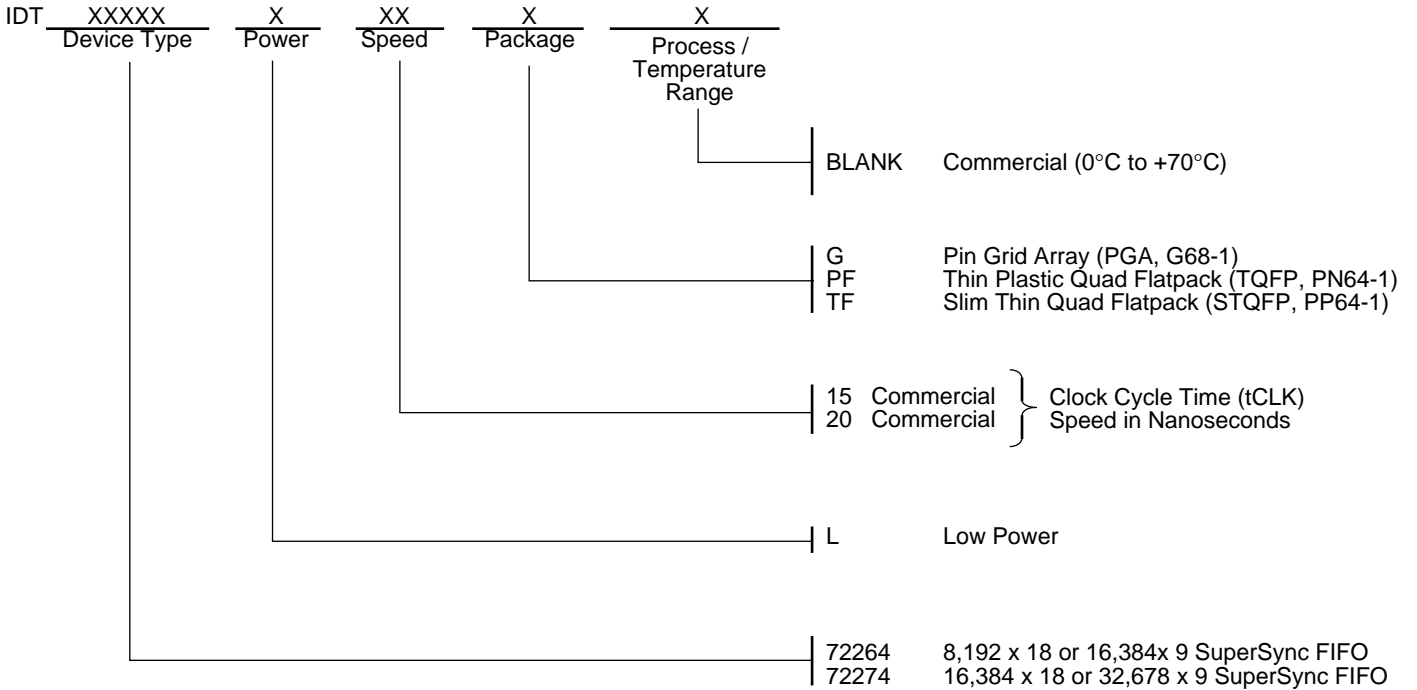 IDT XXXXX X XX X X
Device Type Power Speed Package Process / Temperature Range
BLANK Commercial (0°C to +70°C)
G Pin Grid Array (PGA, G68-1)
PF Thin Plastic Quad Flatpack (TQFP, PN64-1)
TF Slim Thin Quad Flatpack (STQFP, PP64-1)
15 Commercial
20 Commercial
Clock Cycle Time (tCLK)
Speed in Nanoseconds
L Low Power
72264 8,192 x 18 or 16,384x 9 SuperSync FIFO
72274 16,384 x 18 or 32,678 x 9 SuperSync FIFO